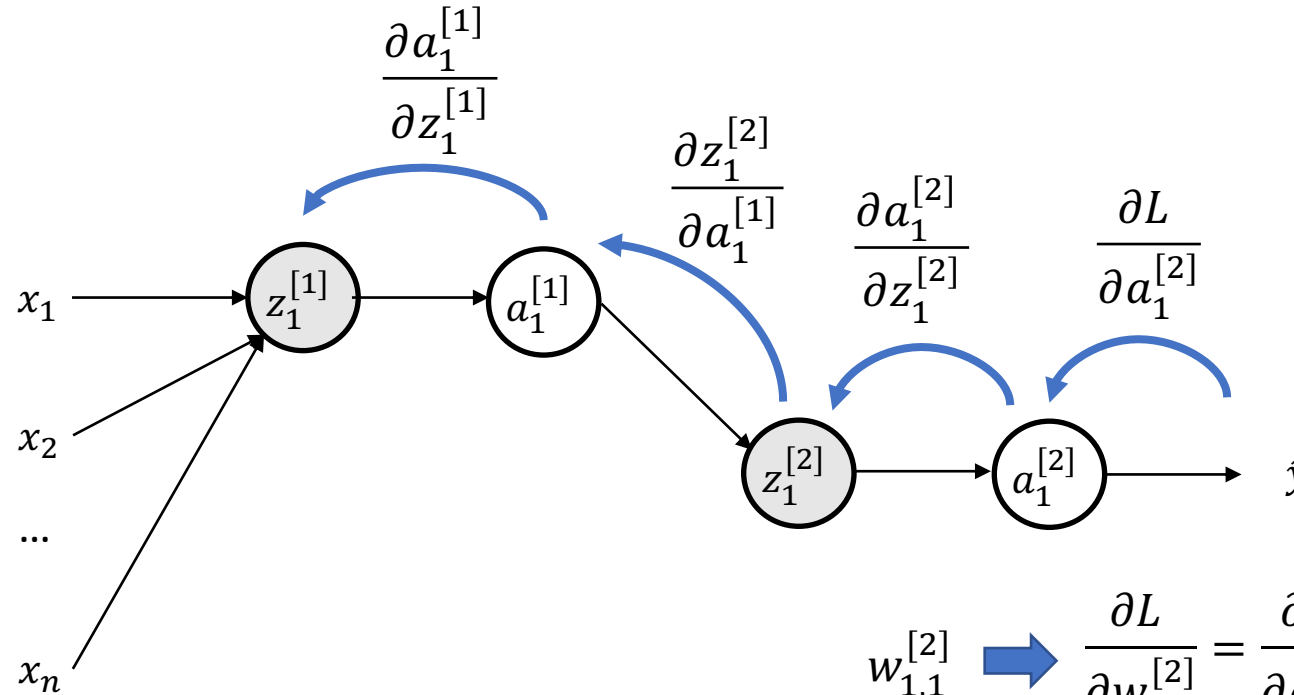 ∂a₁^[1] / ∂z₁^[1]
∂z₁^[2] / ∂a₁^[1]
∂a₁^[2] / ∂z₁^[2]
∂L / ∂a₁^[2]
x₁
z₁^[1]
a₁^[1]
x₂
z₁^[2]
a₁^[2]
...
xₙ
w₁,₁^[2]
∂L / ∂w^[2] =